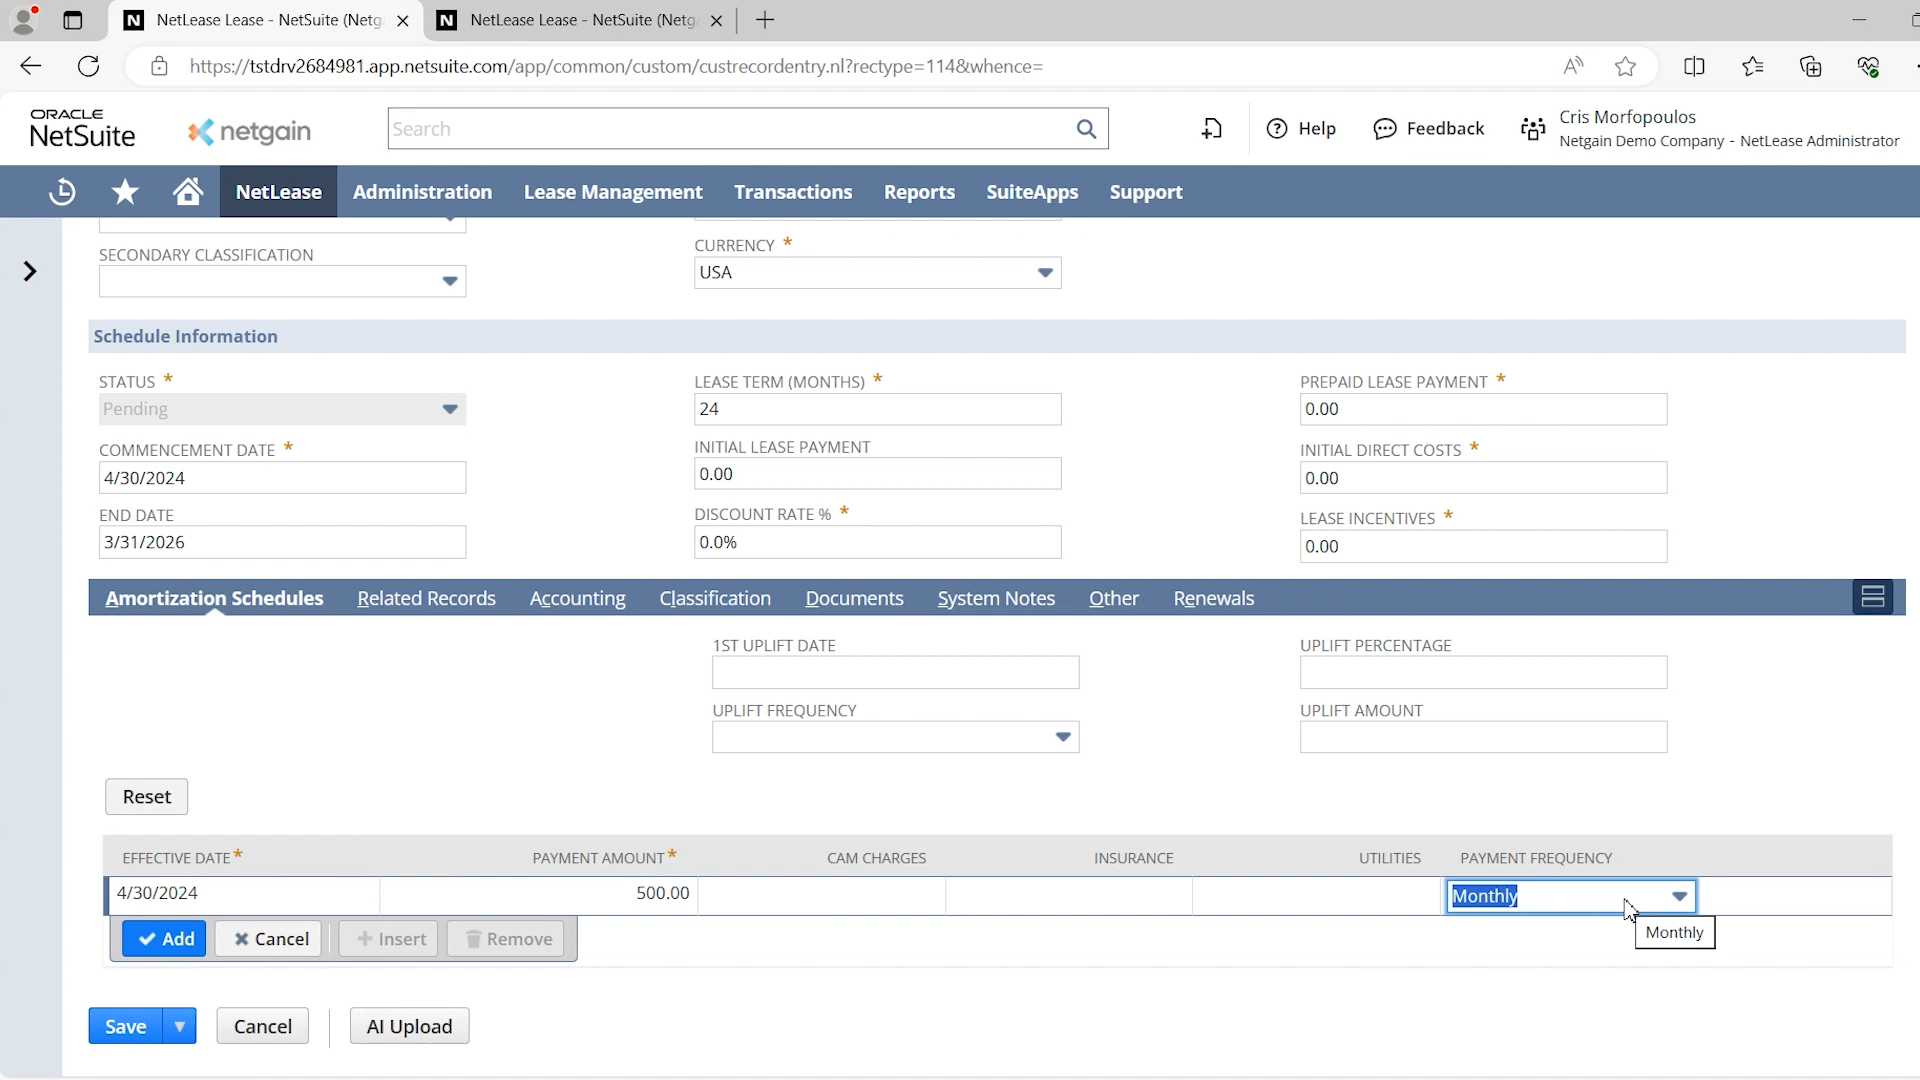 NetLease Lease - NetSuite (Netg
NetLease Lease - NetSuite (Netg
https://tstdrv2684981.app.netsuite.com/app/common/custom/custrecordentry.nl?rectype=114&whence=
ORACLE
NetSuite
netgain
Search
Help
Feedback
Cris Morfopoulos
Netgain Demo Company - NetLease Administrator
NetLease Administration Lease Management Transactions Reports SuiteApps Support
SECONDARY CLASSIFICATION
CURRENCY *
USA
Schedule Information
STATUS *
Pending
LEASE TERM (MONTHS) *
24
PREPAID LEASE PAYMENT *
0.00
COMMENCEMENT DATE *
4/30/2024
INITIAL LEASE PAYMENT
0.00
INITIAL DIRECT COSTS *
0.00
END DATE
3/31/2026
DISCOUNT RATE % *
0.0%
LEASE INCENTIVES *
0.00
Amortization Schedules Related Records Accounting Classification Documents System Notes Other Renewals
1ST UPLIFT DATE
UPLIFT PERCENTAGE
UPLIFT FREQUENCY
UPLIFT AMOUNT
Reset
EFFECTIVE DATE* PAYMENT AMOUNT* CAM CHARGES INSURANCE UTILITIES PAYMENT FREQUENCY
4/30/2024 500.00 Monthly
Add Cancel Insert Remove
Monthly
Save Cancel AI Upload